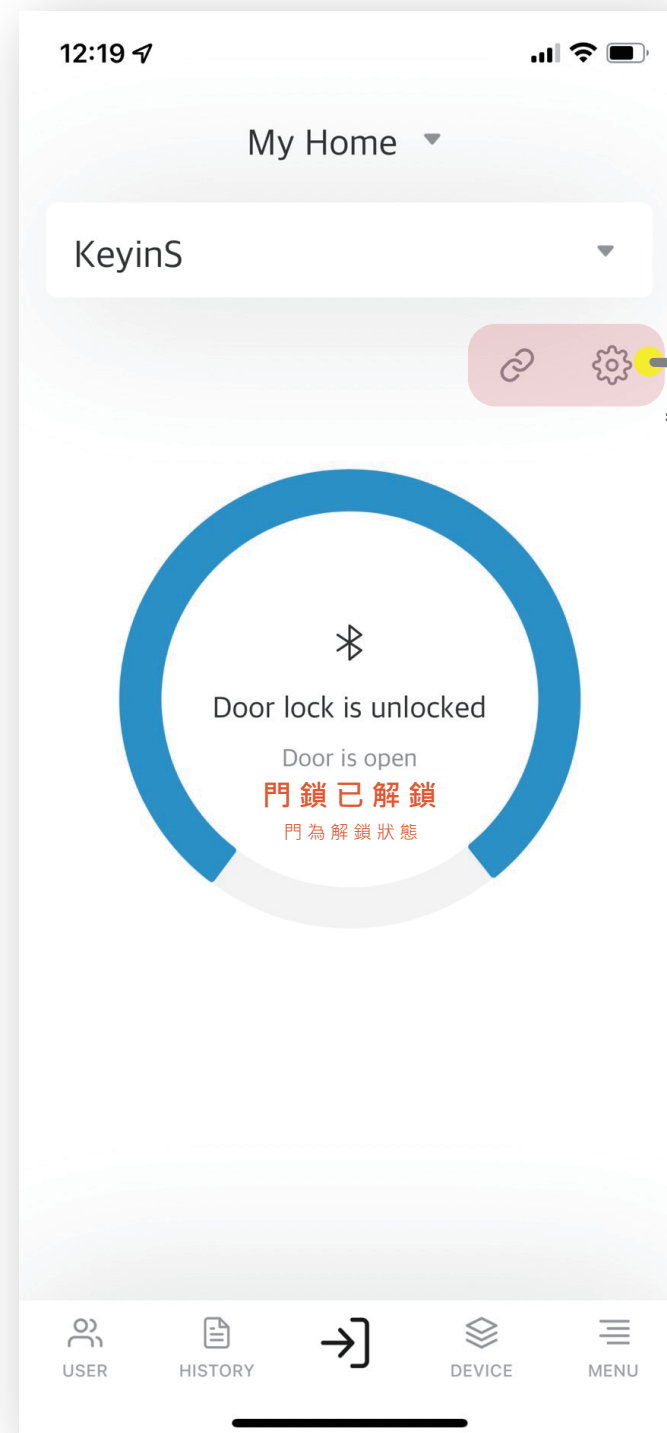 12:19
My Home
KeyinS
Door lock is unlocked
Door is open
門鎖已解鎖
門為解鎖狀態
USER
HISTORY
DEVICE
MENU